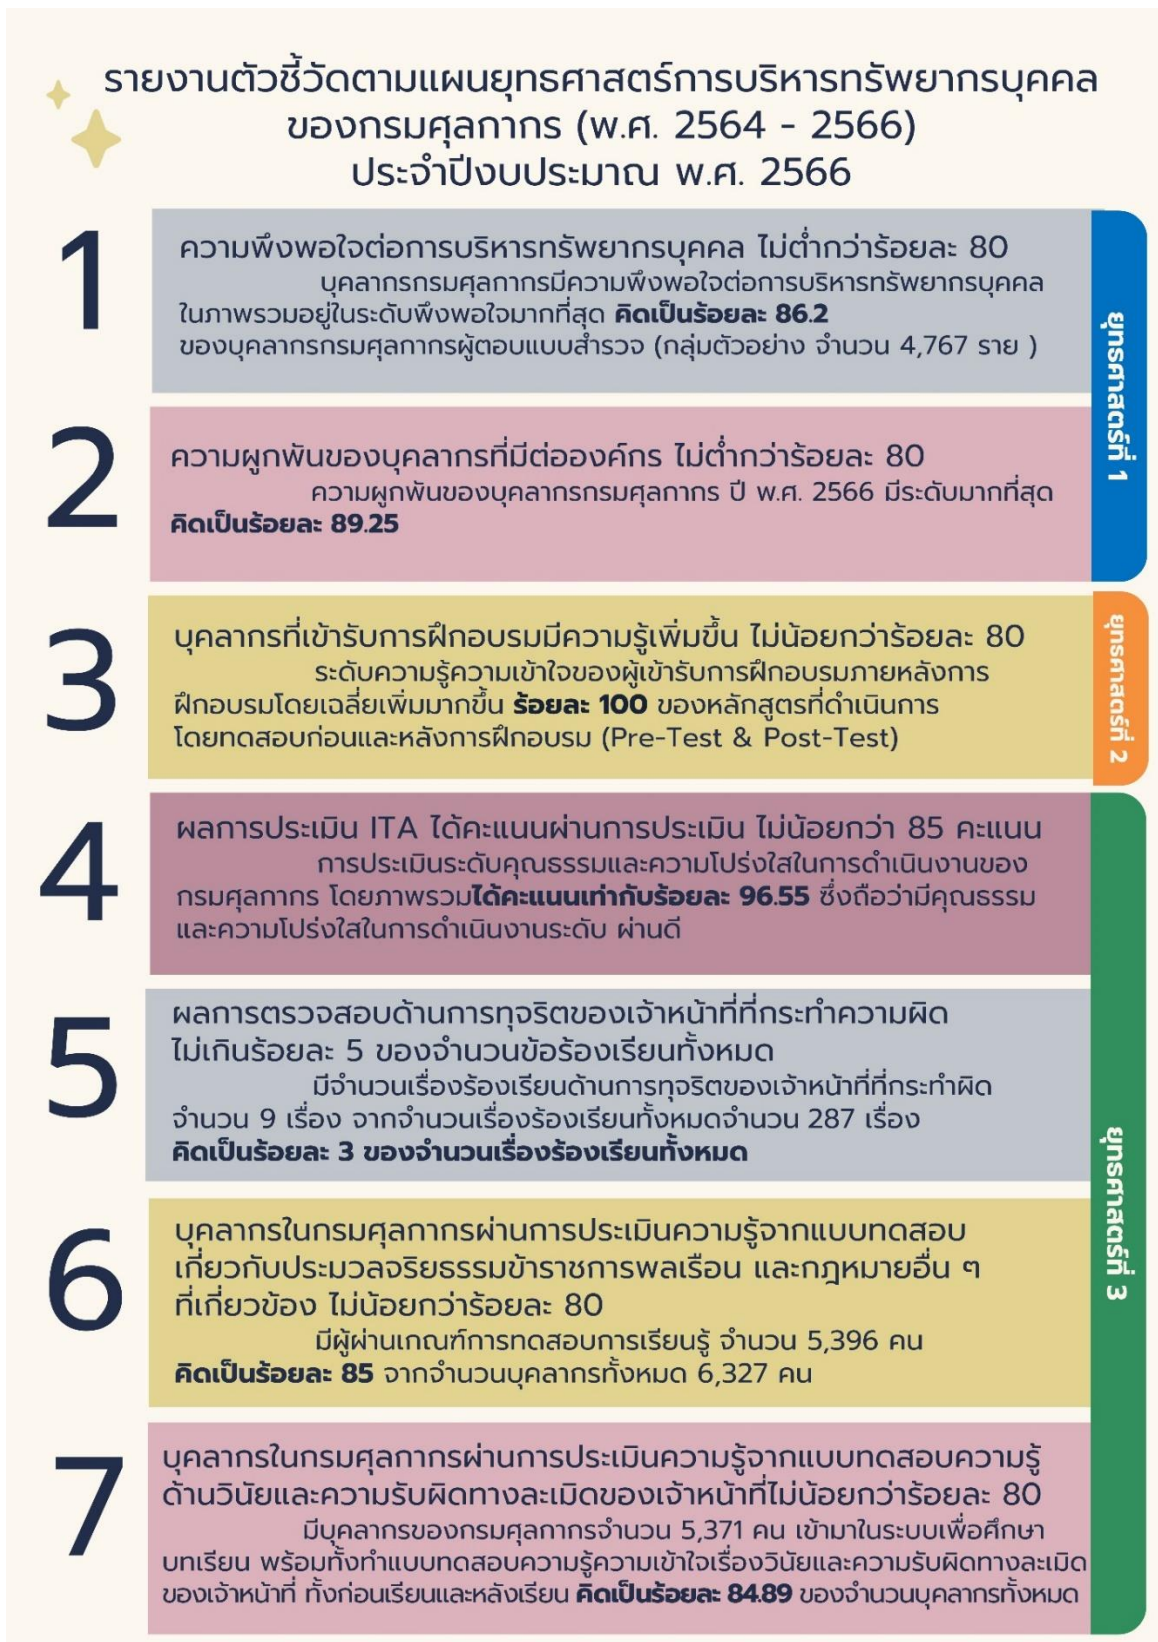 รายงานตัวชี้วัดตามแผนยุทธศาสตร์การบริหารทรัพยากรบุคคล
ของกรมศุลกากร (พ.ศ. 2564 - 2566)
ประจำปีงบประมาณ พ.ศ. 2566
1
ความพึงพอใจต่อการบริหารทรัพยากรบุคคล ไม่ต่ำกว่าร้อยละ 80
บุคลากรกรมศุลกากรมีความพึงพอใจต่อการบริหารทรัพยากรบุคคล
ในภาพรวมอยู่ในระดับพึงพอใจมากที่สุด คิดเป็นร้อยละ 86.2
ของบุคลากรกรมศุลกากรผู้ตอบแบบสำรวจ (กลุ่มตัวอย่าง จำนวน 4,767 ราย )
2
ความผูกพันของบุคลากรที่มีต่อองค์กร ไม่ต่ำกว่าร้อยละ 80
ความผูกพันของบุคลากรกรมศุลกากร ปี พ.ศ. 2566 มีระดับมากที่สุด
คิดเป็นร้อยละ 89.25
ยุทธศาสตร์ที่ 1
3
บุคลากรที่เข้ารับการฝึกอบรมมีความรู้เพิ่มขึ้น ไม่น้อยกว่าร้อยละ 80
ระดับความรู้ความเข้าใจของผู้เข้ารับการฝึกอบรมภายหลังการ
ฝึกอบรมโดยเฉลี่ยเพิ่มมากขึ้น ร้อยละ 100 ของหลักสูตรที่ดำเนินการ
โดยทดสอบก่อนและหลังการฝึกอบรม (Pre-Test & Post-Test)
ยุทธศาสตร์ที่ 2
4
ผลการประเมิน ITA ได้คะแนนผ่านการประเมิน ไม่น้อยกว่า 85 คะแนน
การประเมินระดับคุณธรรมและความโปร่งใสในการดำเนินงานของ
กรมศุลกากร โดยภาพรวมได้คะแนนเท่ากับร้อยละ 96.55 ซึ่งถือว่ามีคุณธรรม
และความโปร่งใสในการดำเนินงานระดับ ผ่านดี
5
ผลการตรวจสอบด้านการทุจริตของเจ้าหน้าที่ที่กระทำความผิด
ไม่เกินร้อยละ 5 ของจำนวนข้อร้องเรียนทั้งหมด
มีจำนวนเรื่องร้องเรียนด้านการทุจริตของเจ้าหน้าที่ที่กระทำผิด
จำนวน 9 เรื่อง จากจำนวนเรื่องร้องเรียนทั้งหมดจำนวน 287 เรื่อง
คิดเป็นร้อยละ 3 ของจำนวนเรื่องร้องเรียนทั้งหมด
6
บุคลากรในกรมศุลกากรผ่านการประเมินความรู้จากแบบทดสอบ
เกี่ยวกับประมวลจริยธรรมข้าราชการพลเรือน และกฎหมายอื่น ๆ
ที่เกี่ยวข้อง ไม่น้อยกว่าร้อยละ 80
มีผู้ผ่านเกณฑ์การทดสอบการเรียนรู้ จำนวน 5,396 คน
คิดเป็นร้อยละ 85 จากจำนวนบุคลากรทั้งหมด 6,327 คน
7
บุคลากรในกรมศุลกากรผ่านการประเมินความรู้จากแบบทดสอบความรู้
ด้านวินัยและความรับผิดทางละเมิดของเจ้าหน้าที่ไม่น้อยกว่าร้อยละ 80
มีบุคลากรของกรมศุลกากรจำนวน 5,371 คน เข้ามาในระบบเพื่อศึกษา
บทเรียน พร้อมทั้งทำแบบทดสอบความรู้ความเข้าใจเรื่องวินัยและความรับผิดทางละเมิด
ของเจ้าหน้าที่ ทั้งก่อนเรียนและหลังเรียน คิดเป็นร้อยละ 84.89 ของจำนวนบุคลากรทั้งหมด
ยุทธศาสตร์ที่ 3